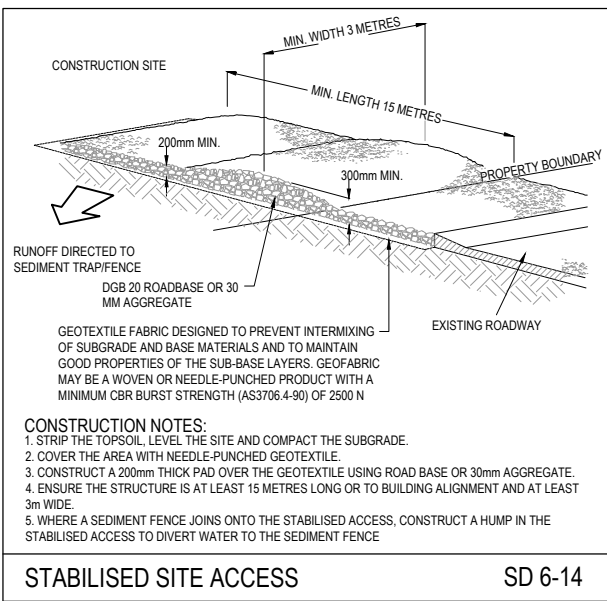 MIN. WIDTH 3 METRES
CONSTRUCTION SITE
MIN. LENGTH 15 METRES
200mm MIN.
300mm MIN.
PROPERTY BOUNDARY
RUNOFF DIRECTED TO
SEDIMENT TRAP/FENCE
DGB 20 ROADBASE OR 30
MM AGGREGATE
EXISTING ROADWAY
GEOTEXTILE FABRIC DESIGNED TO PREVENT INTERMIXING
OF SUBGRADE AND BASE MATERIALS AND TO MAINTAIN
GOOD PROPERTIES OF THE SUB-BASE LAYERS. GEOFABRIC
MAY BE A WOVEN OR NEEDLE-PUNCHED PRODUCT WITH A
MINIMUM CBR BURST STRENGTH (AS3706.4-90) OF 2500 N
CONSTRUCTION NOTES:
1. STRIP THE TOPSOIL, LEVEL THE SITE AND COMPACT THE SUBGRADE.
2. COVER THE AREA WITH NEEDLE-PUNCHED GEOTEXTILE.
3. CONSTRUCT A 200mm THICK PAD OVER THE GEOTEXTILE USING ROAD BASE OR 30mm AGGREGATE.
4. ENSURE THE STRUCTURE IS AT LEAST 15 METRES LONG OR TO BUILDING ALIGNMENT AND AT LEAST
3m WIDE.
5. WHERE A SEDIMENT FENCE JOINS ONTO THE STABILISED ACCESS, CONSTRUCT A HUMP IN THE
STABILISED ACCESS TO DIVERT WATER TO THE SEDIMENT FENCE
STABILISED SITE ACCESS
SD 6-14